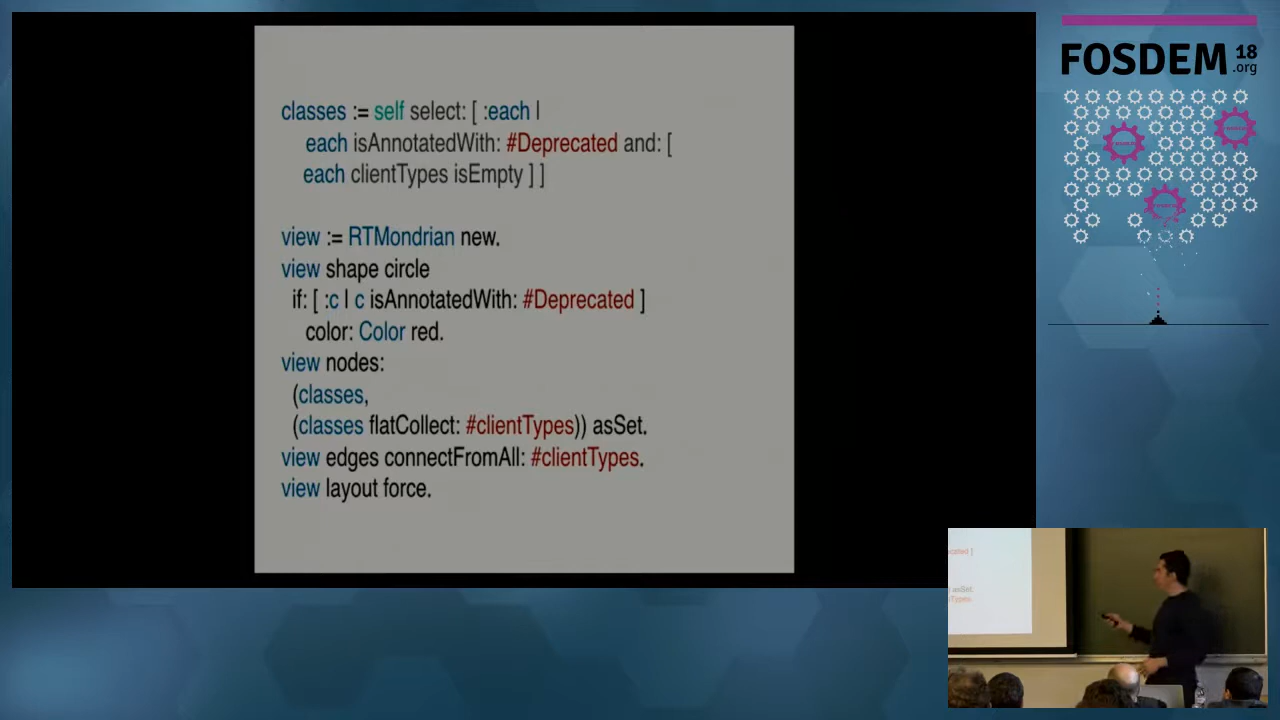 classes := self select: [ :each |
each isAnnotatedWith: #Deprecated and: [
each clientTypes isEmpty ] ]
view := RTMondrian new.
view shape circle
if: [ :c | c isAnnotatedWith: #Deprecated ]
color: Color red.
view nodes:
(classes,
(classes flatCollect: #clientTypes)) asSet.
view edges connectFromAll: #clientTypes.
view layout force.
FOSDEM 18
.org